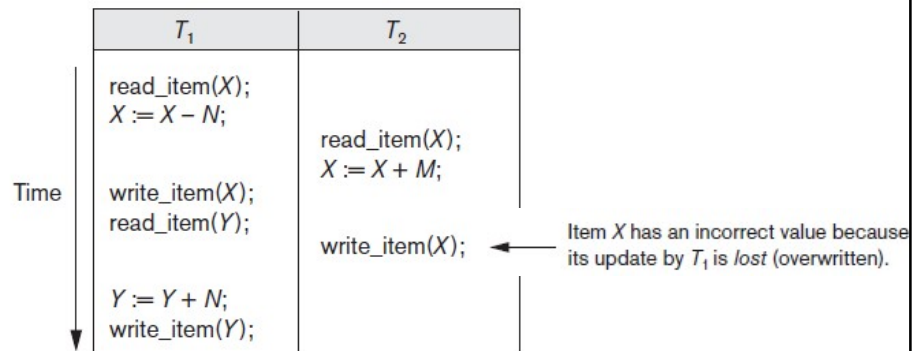 T1 T2
read_item(X);
X := X – N;
read_item(X);
X := X + M;
Time
write_item(X);
read_item(Y);
write_item(X);
Item X has an incorrect value because
its update by T1 is lost (overwritten).
Y := Y + N;
write_item(Y);